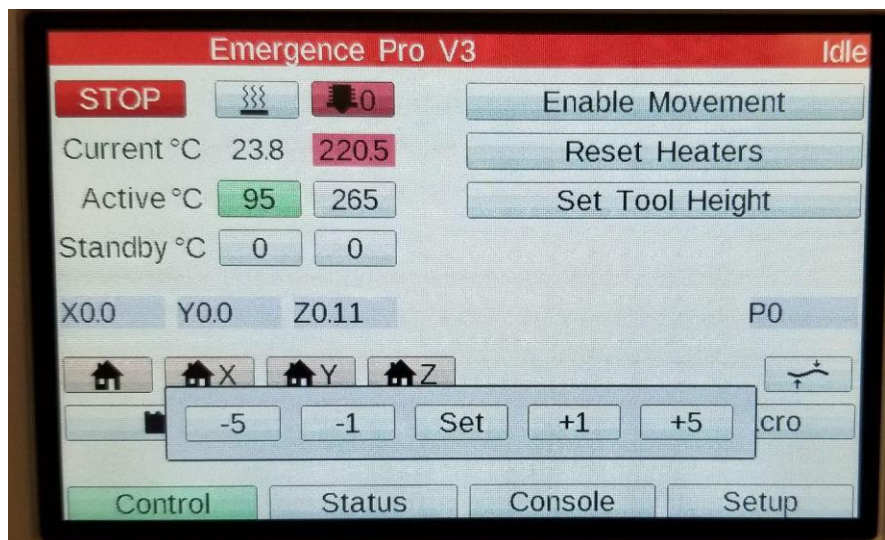 Emergence Pro V3 Idle
STOP 0 Enable Movement
Current °C 23.8 220.5 Reset Heaters
Active °C 95 265 Set Tool Height
Standby °C 0 0
X0.0 Y0.0 Z0.11 P0
X Y Z
-5 -1 Set +1 +5 cro
Control Status Console Setup